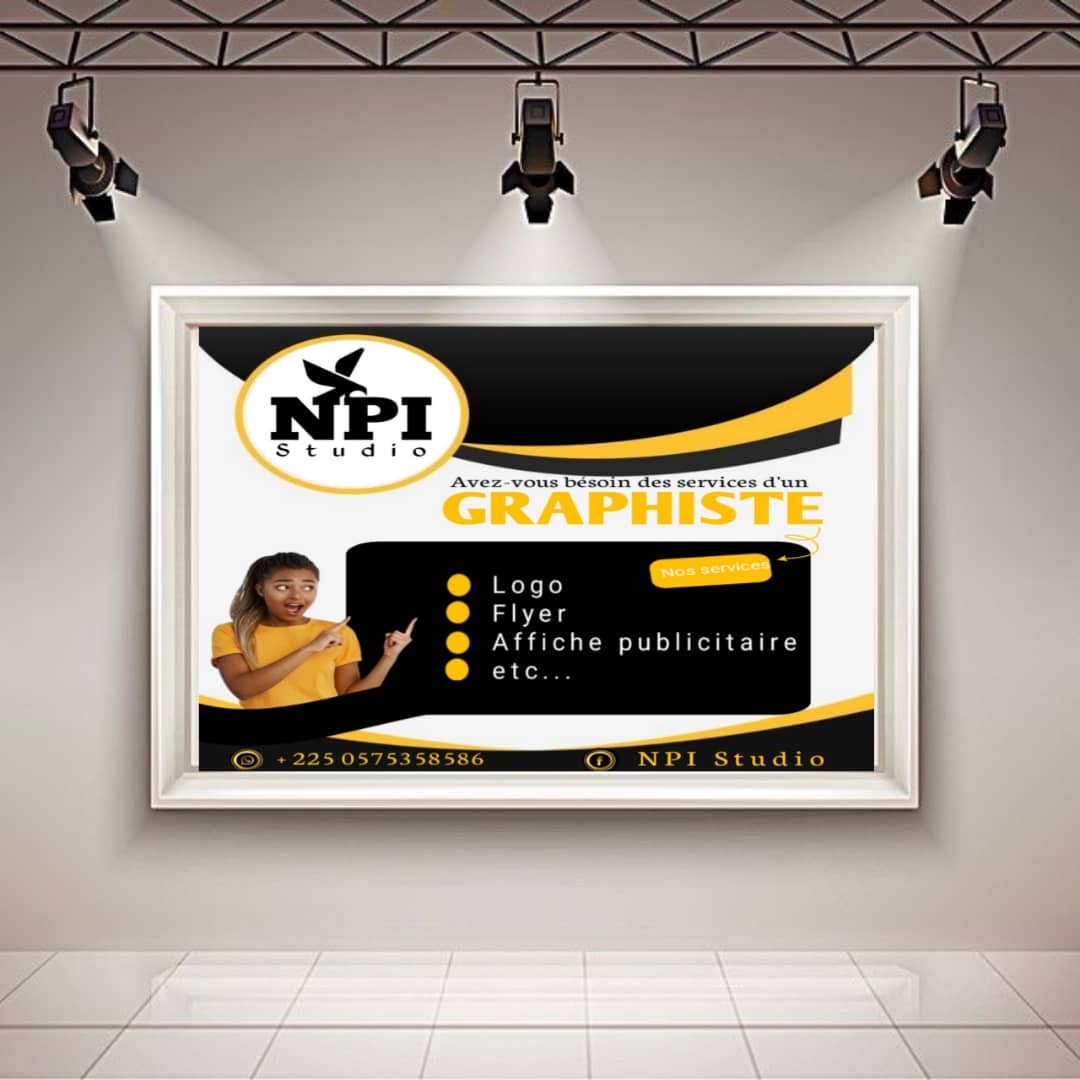 NPI
Studio
Avez-vous bésoin des services d'un
GRAPHISTE
Nos services
Logo
Flyer
Affiche publicitaire
etc...
+225 0575358586
NPI Studio